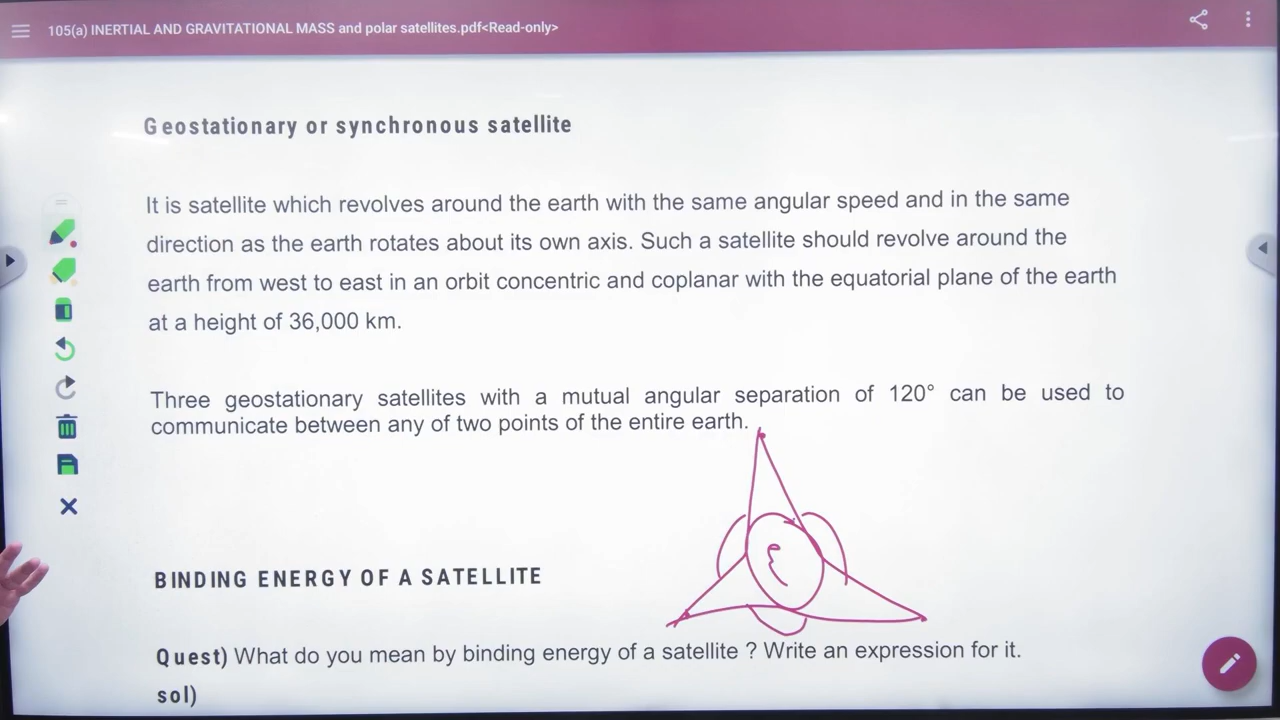 105(a) INERTIAL AND GRAVITATIONAL MASS and polar satellites.pdf<Read-only>
Geostationary or synchronous satellite
It is satellite which revolves around the earth with the same angular speed and in the same
direction as the earth rotates about its own axis. Such a satellite should revolve around the
earth from west to east in an orbit concentric and coplanar with the equatorial plane of the earth
at a height of 36,000 km.
Three geostationary satellites with a mutual angular separation of 120° can be used to
communicate between any of two points of the entire earth.
BINDING ENERGY OF A SATELLITE
Quest) What do you mean by binding energy of a satellite ? Write an expression for it.
sol)